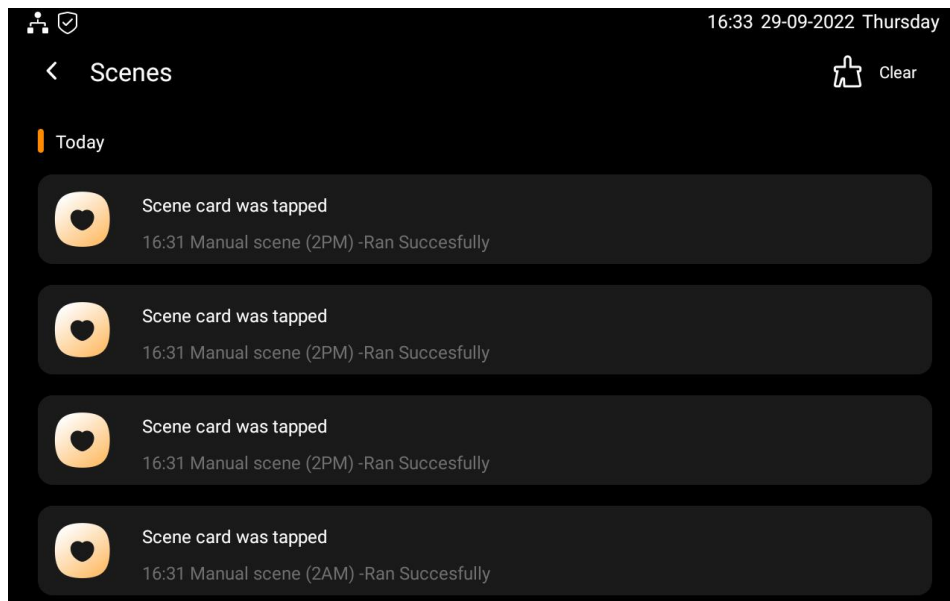 16:33 29-09-2022 Thursday
Scenes
Clear
Today
Scene card was tapped
16:31 Manual scene (2PM) -Ran Succesfully
Scene card was tapped
16:31 Manual scene (2PM) -Ran Succesfully
Scene card was tapped
16:31 Manual scene (2PM) -Ran Succesfully
Scene card was tapped
16:31 Manual scene (2AM) -Ran Succesfully